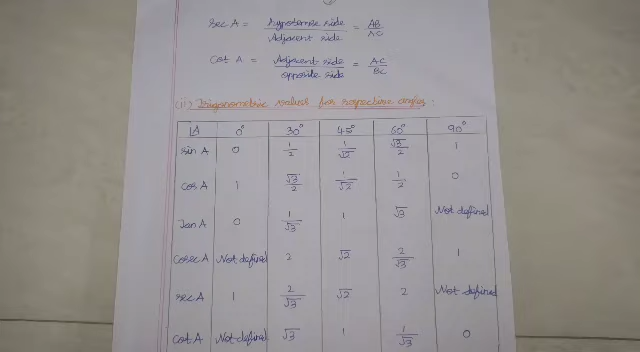 sec A = Hypotenuse side / Adjacent side = AB / AC
cot A = Adjacent side / opposite side = AC / BC
(ii) Trigonometric values for respective angles:
∠A 0° 30° 45° 60° 90°
sin A 0 1/2 1/√2 √3/2 1
cos A 1 √3/2 1/√2 1/2 0
Tan A 0 1/√3 1 √3 Not defined
Cosec A Not defined 2 √2 2/√3 1
sec A 1 2/√3 √2 2 Not defined
cot A Not defined √3 1 1/√3 0